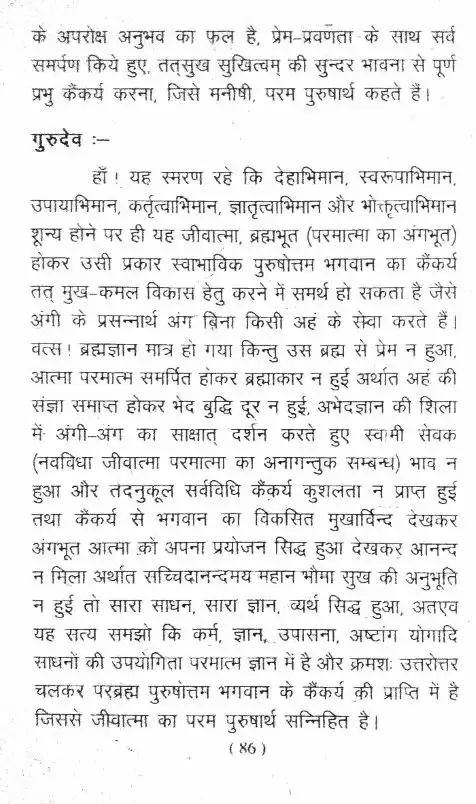 के अपरोक्ष अनुभव का फल है, प्रेम-प्रवणता के साथ सर्व
समर्पण किये हुए, तत्सुख सुखित्वम् की सुन्दर भावना से पूर्ण
प्रभु कैंकर्य करना, जिसे मनीषी, परम पुरुषार्थ कहते हैं।
गुरुदेव :–
हाँ! यह स्मरण रहे कि देहाभिमान, स्वरूपाभिमान,
उपायाभिमान, कर्तृत्वाभिमान, ज्ञातृत्वाभिमान और भोक्तृत्वाभिमान
शून्य होने पर ही यह जीवात्मा, ब्रह्मभूत (परमात्मा का अंगभूत)
होकर उसी प्रकार स्वाभाविक पुरुषोत्तम भगवान का कैंकर्य
तत् मुख-कमल विकास हेतु करने में समर्थ हो सकता है जैसे
अंगी के प्रसन्नार्थ अंग बिना किसी अहं के सेवा करते हैं।
वत्स! ब्रह्मज्ञान मात्र हो गया किन्तु उस ब्रह्म से प्रेम न हुआ,
आत्मा परमात्म समर्पित होकर ब्रह्माकार न हुई अर्थात अहं की
संज्ञा समाप्त होकर भेद बुद्धि दूर न हुई, अभेदज्ञान की शिला
में अंगी-अंग का साक्षात् दर्शन करते हुए स्वामी सेवक
(नवविधा जीवात्मा परमात्मा का अनागन्तुक सम्बन्ध) भाव न
हुआ और तदनुकूल सर्वविधि कैंकर्य कुशलता न प्राप्त हुई
तथा कैंकर्य से भगवान का विकसित मुखार्विन्द देखकर
अंगभूत आत्मा को अपना प्रयोजन सिद्ध हुआ देखकर आनन्द
न मिला अर्थात सच्चिदानन्दमय महान भौमा सुख की अनुभूति
न हुई तो सारा साधन, सारा ज्ञान, व्यर्थ सिद्ध हुआ, अतएव
यह सत्य समझो कि कर्म, ज्ञान, उपासना, अष्टांग योगादि
साधनों की उपयोगिता परमात्म ज्ञान में है और क्रमशः उत्तरोत्तर
चलकर परब्रह्म पुरुषोत्तम भगवान के कैंकर्य की प्राप्ति में है
जिससे जीवात्मा का परम पुरुषार्थ सन्निहित है।
(86)